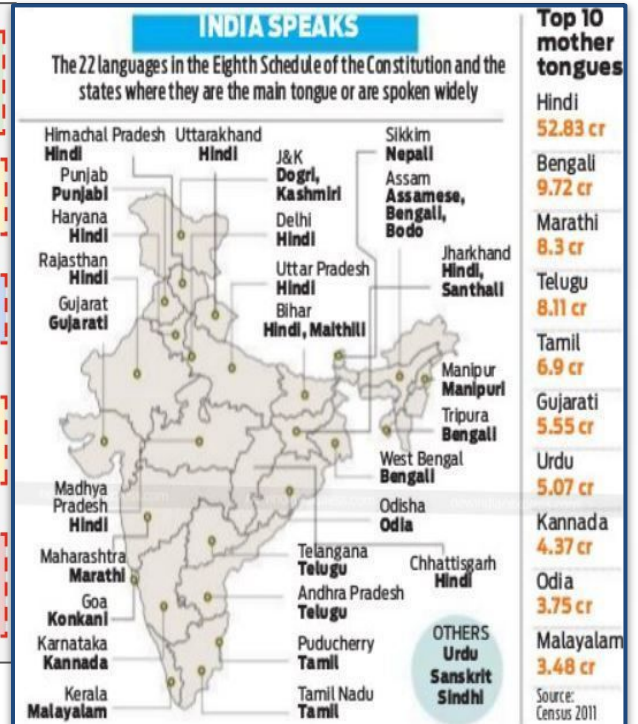 INDIA SPEAKS
The 22 languages in the Eighth Schedule of the Constitution and the
states where they are the main tongue or are spoken widely
Himachal Pradesh
Hindi
Uttarakhand
Hindi
Punjab
Punjabi
Haryana
Hindi
Rajasthan
Hindi
Gujarat
Gujarati
J&K
Dogri,
Kashmiri
Delhi
Hindi
Uttar Pradesh
Hindi
Bihar
Hindi, Maithili
Sikkim
Nepali
Assam
Assamese,
Bengali,
Bodo
Jharkhand
Hindi,
Santhali
Manipur
Manipuri
Tripura
Bengali
West Bengal
Bengali
Odisha
Odia
Chhattisgarh
Hindi
Madhya
Pradesh
Hindi
Maharashtra
Marathi
Goa
Konkani
Karnataka
Kannada
Kerala
Malayalam
Telangana
Telugu
Andhra Pradesh
Telugu
Puducherry
Tamil
Tamil Nadu
Tamil
OTHERS
Urdu
Sanskrit
Sindhi
Top 10
mother
tongues
Hindi
52.83 cr
Bengali
9.72 cr
Marathi
8.3 cr
Telugu
8.11 cr
Tamil
6.9 cr
Gujarati
5.55 cr
Urdu
5.07 cr
Kannada
4.37 cr
Odia
3.75 cr
Malayalam
3.48 cr
Source:
Census 2011